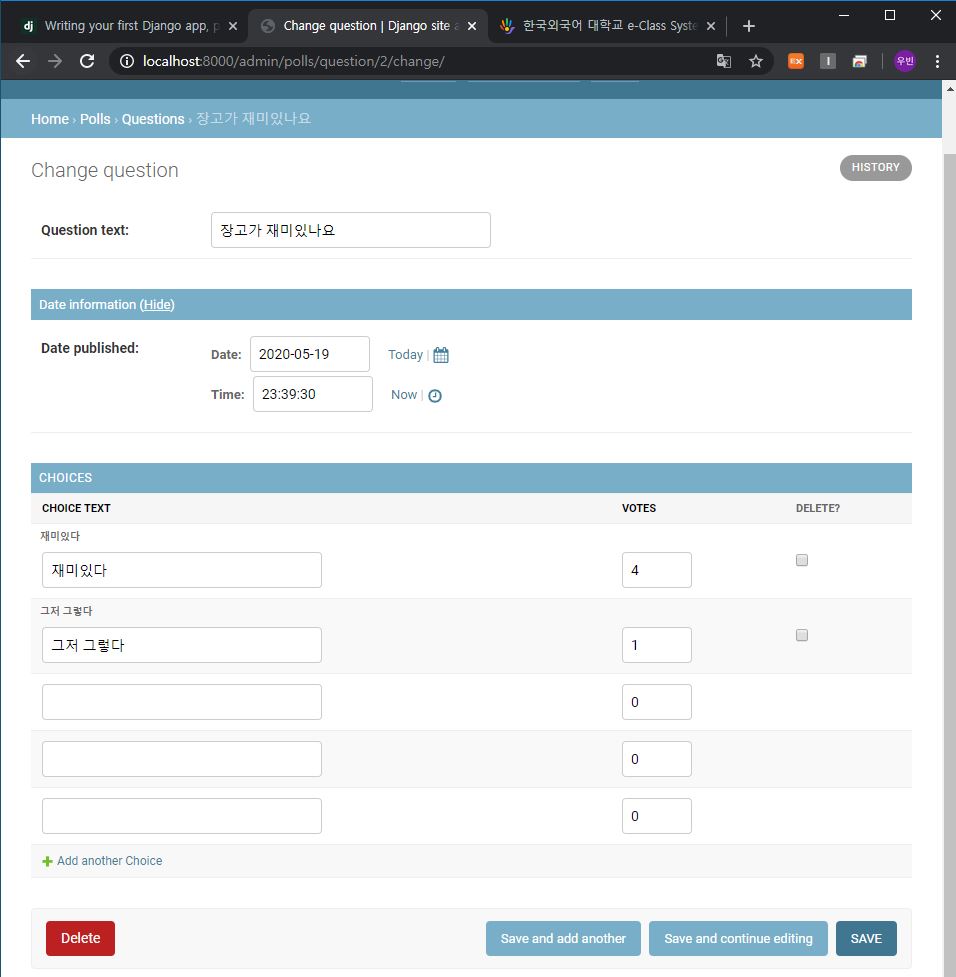 Writing your first Django app, p
Change question | Django site a
한국외국어 대학교 e-Class Syste
localhost:8000/admin/polls/question/2/change/
우빈
Home › Polls › Questions › 장고가 재미있나요
Change question
HISTORY
Question text:
장고가 재미있나요
Date information (Hide)
Date published:
Date: 2020-05-19 Today |
Time: 23:39:30 Now |
CHOICES
CHOICE TEXT VOTES DELETE?
재미있다
재미있다 4
그저 그렇다
그저 그렇다 1
0
0
0
Add another Choice
Delete Save and add another Save and continue editing SAVE